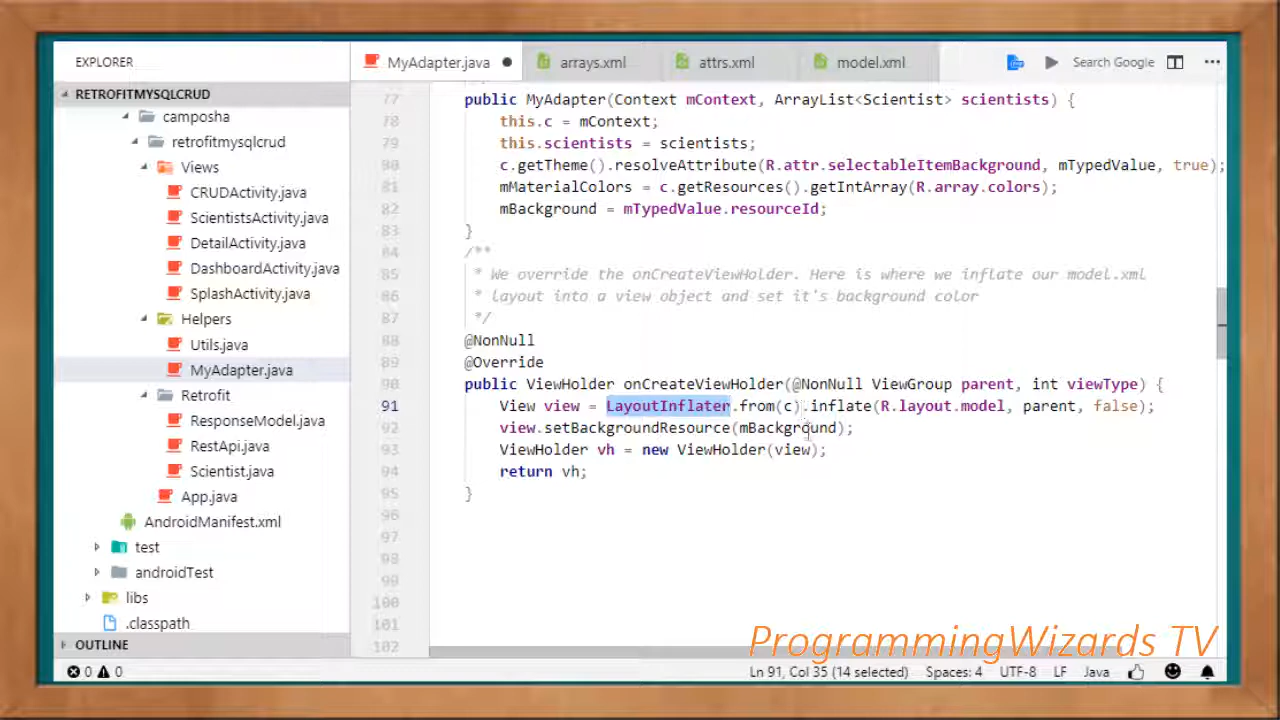 EXPLORER
MyAdapter.java
arrays.xml
attrs.xml
model.xml
Search Google
RETROFITMYSQLCRUD
camposha
retrofitmysqlcrud
Views
CRUDActivity.java
ScientistsActivity.java
DetailActivity.java
DashboardActivity.java
SplashActivity.java
Helpers
Utils.java
MyAdapter.java
Retrofit
ResponseModel.java
RestApi.java
Scientist.java
App.java
AndroidManifest.xml
test
androidTest
libs
.classpath
OUTLINE
77 public MyAdapter(Context mContext, ArrayList<Scientist> scientists) {
78 this.c = mContext;
79 this.scientists = scientists;
80 c.getTheme().resolveAttribute(R.attr.selectableItemBackground, mTypedValue, true);
81 mMaterialColors = c.getResources().getIntArray(R.array.colors);
82 mBackground = mTypedValue.resourceId;
83 }
84 /**
85 * We override the onCreateViewHolder. Here is where we inflate our model.xml
86 * layout into a view object and set it's background color
87 */
88 @NonNull
89 @Override
90 public ViewHolder onCreateViewHolder(@NonNull ViewGroup parent, int viewType) {
91 View view = LayoutInflater.from(c).inflate(R.layout.model, parent, false);
92 view.setBackgroundResource(mBackground);
93 ViewHolder vh = new ViewHolder(view);
94 return vh;
95 }
96
97
98
99
100
101
102
ProgrammingWizards TV
0 0
Ln 91, Col 35 (14 selected)
Spaces: 4
UTF-8
LF
Java